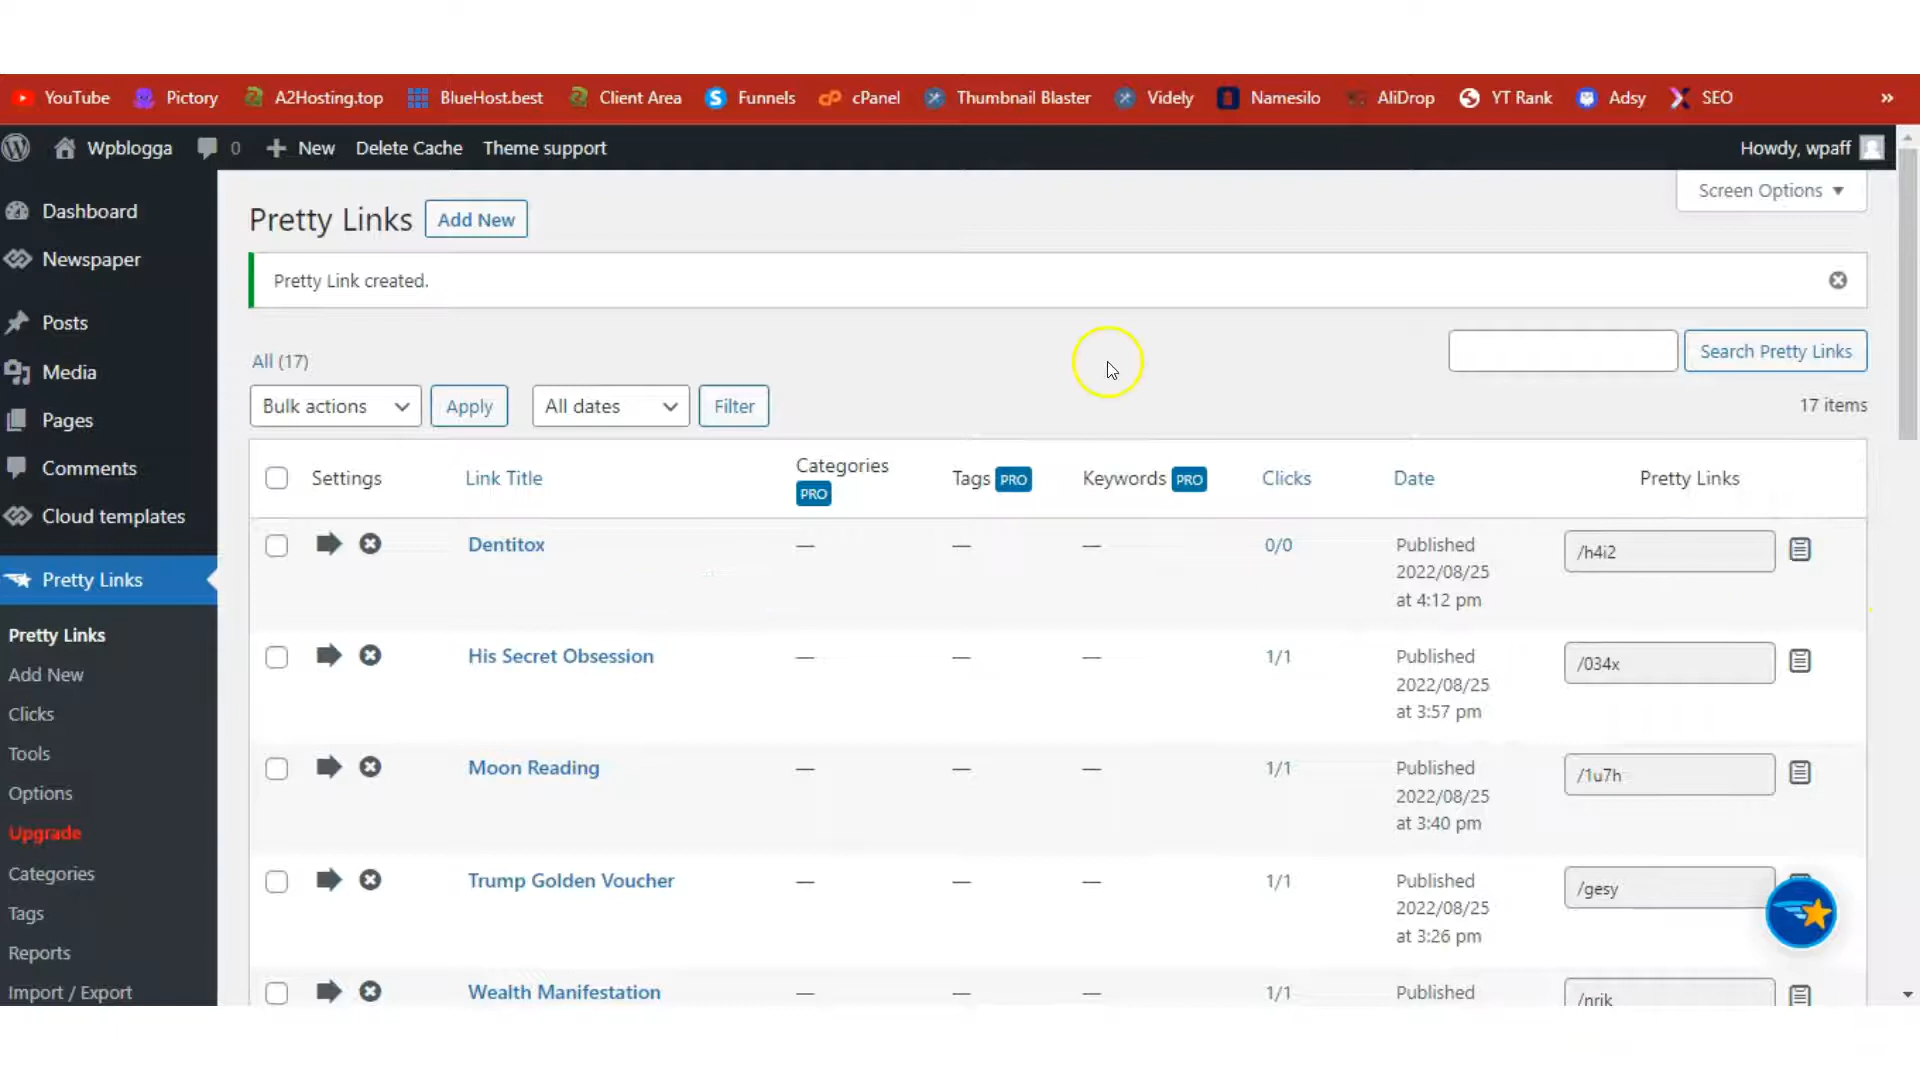 YouTube Pictory A2Hosting.top BlueHost.best Client Area Funnels cPanel Thumbnail Blaster Videly Namesilo AliDrop YT Rank Adsy SEO »
Wpblogga 0 New Delete Cache Theme support Howdy, wpaff
Screen Options
Dashboard
Newspaper
Posts
Media
Pages
Comments
Cloud templates
Pretty Links
Pretty Links
Add New
Clicks
Tools
Options
Upgrade
Categories
Tags
Reports
Import / Export
Pretty Links Add New
Pretty Link created.
Search Pretty Links
All (17)
Bulk actions Apply All dates Filter 17 items
Settings Link Title Categories PRO Tags PRO Keywords PRO Clicks Date Pretty Links
Dentitox — — — 0/0 Published /h4i2
2022/08/25
at 4:12 pm
His Secret Obsession — — — 1/1 Published /034x
2022/08/25
at 3:57 pm
Moon Reading — — — 1/1 Published /1u7h
2022/08/25
at 3:40 pm
Trump Golden Voucher — — — 1/1 Published /gesy
2022/08/25
at 3:26 pm
Wealth Manifestation — — — 1/1 Published /nrik